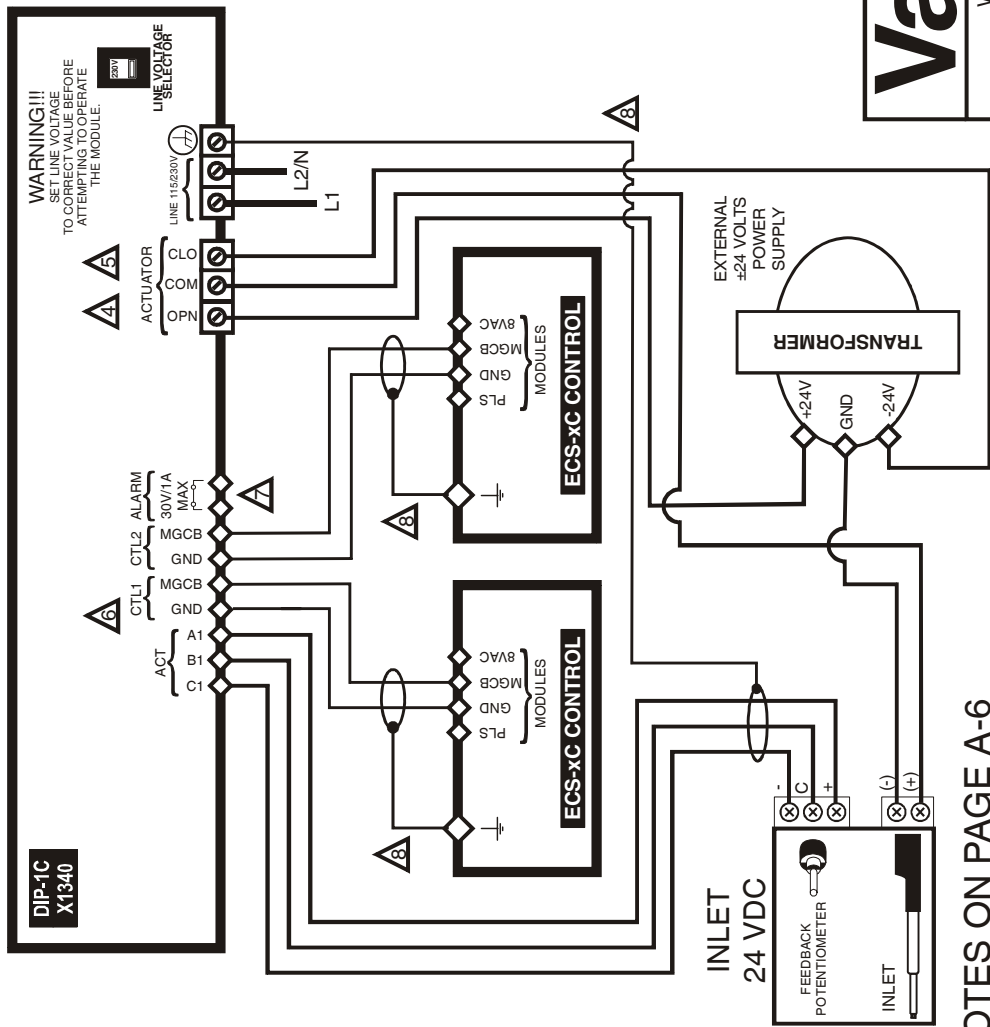 WARNING!!!
SET LINE VOLTAGE
TO CORRECT VALUE BEFORE
ATTEMPTING TO OPERATE
THE MODULE.
230V
LINE VOLTAGE
SELECTOR
DIP-1C
X1340
LINE 115/230V
L2/N
L1
5
4
ACTUATOR
CLO
COM
OPN
ALARM
30V/1A
MAX
7
CTL2
MGCB
GND
6
CTL1
MGCB
GND
ACT
A1
B1
C1
8
8VAC
MGCB
GND
PLS
MODULES
ECS-xC CONTROL
8
8VAC
MGCB
GND
PLS
MODULES
ECS-xC CONTROL
8
EXTERNAL
±24 VOLTS
POWER
SUPPLY
TRANSFORMER
+24V
GND
-24V
INLET
24 VDC
FEEDBACK
POTENTIOMETER
INLET
-
C
+
(-)
(+)
OTES ON PAGE A-6
Va